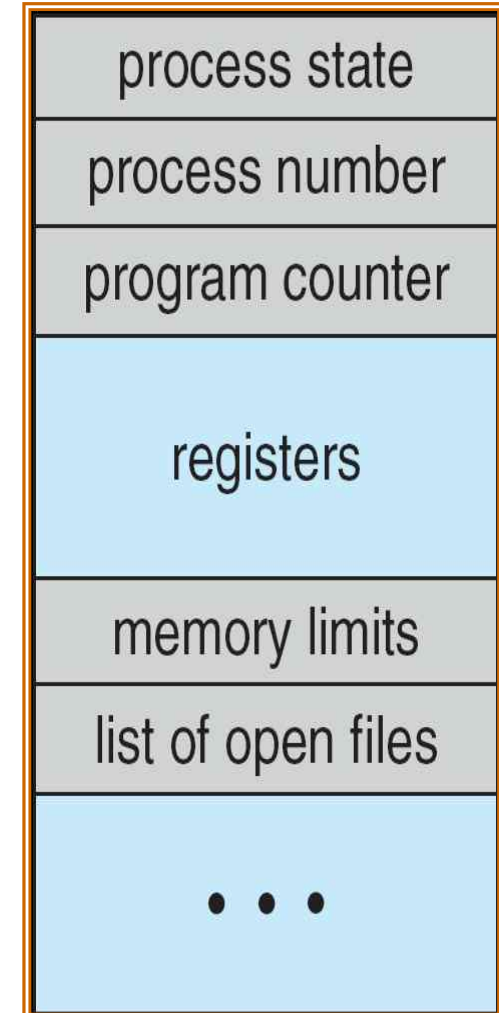 process state
process number
program counter
registers
memory limits
list of open files
• • •